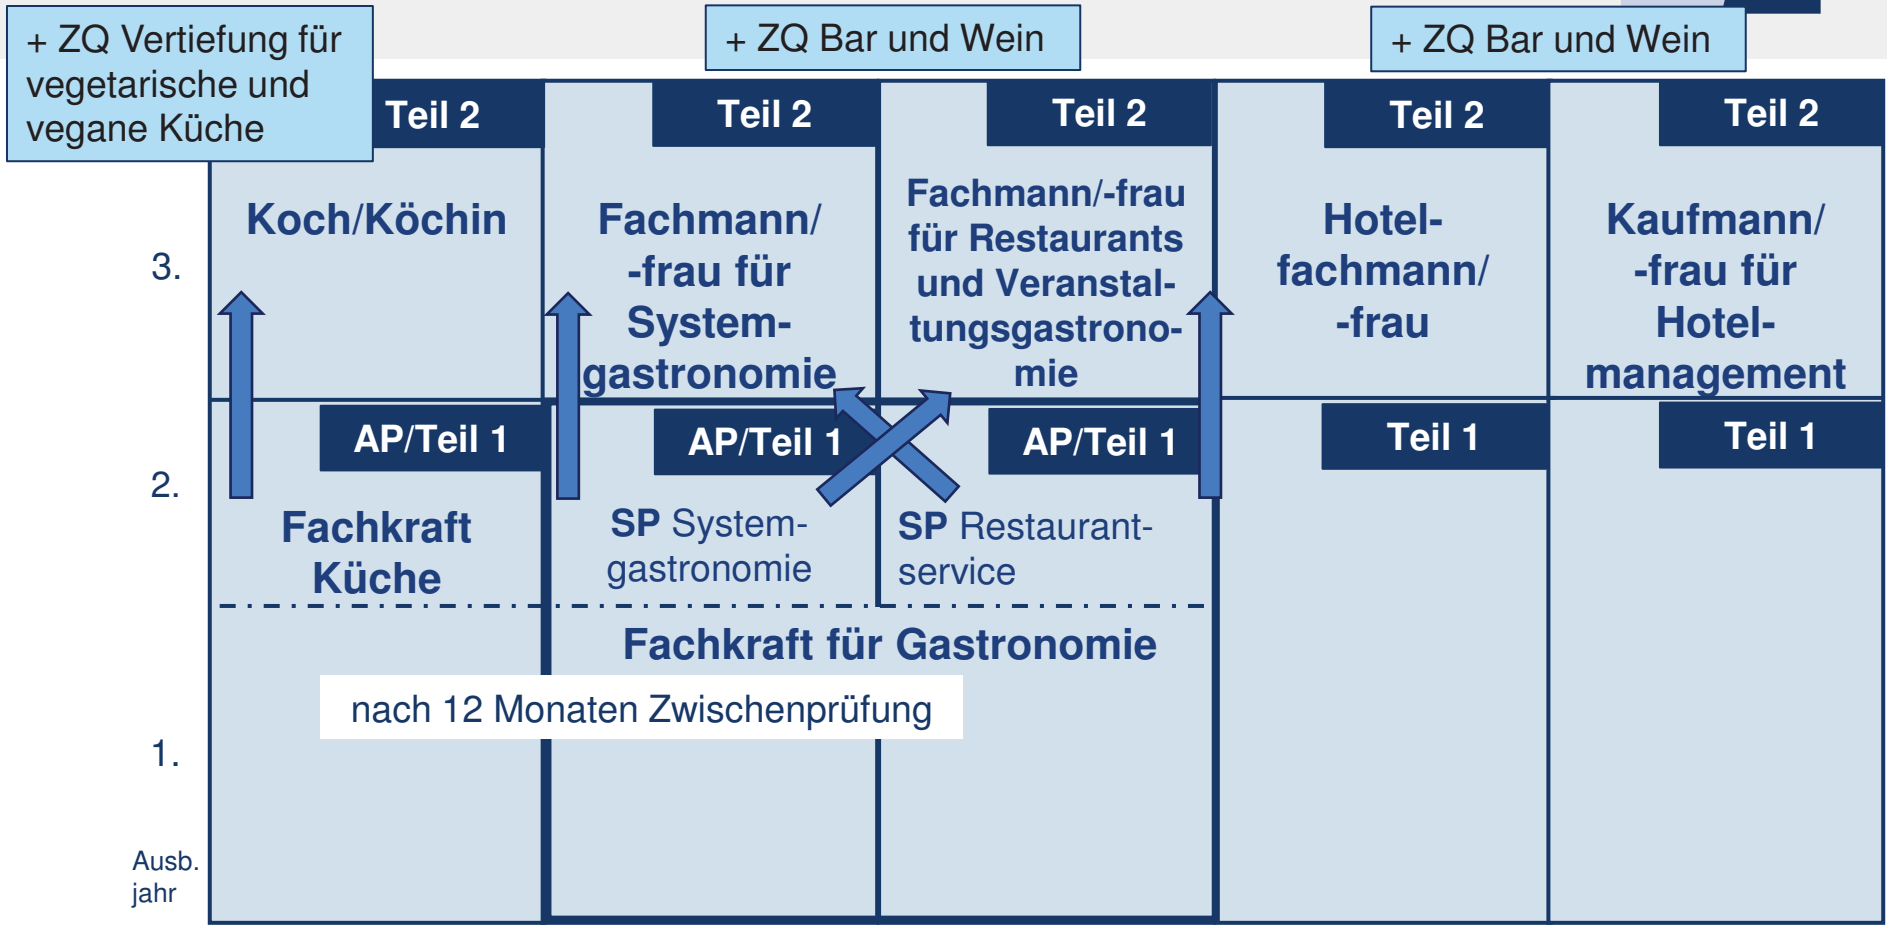 + ZQ Vertiefung für
vegetarische und
vegane Küche
+ ZQ Bar und Wein
+ ZQ Bar und Wein
Teil 2
Teil 2
Teil 2
Teil 2
Teil 2
3.
Koch/Köchin
Fachmann/
-frau für
System-
gastronomie
Fachmann/-frau
für Restaurants
und Veranstal-
tungsgastrono-
mie
Hotel-
fachmann/
-frau
Kaufmann/
-frau für
Hotel-
management
AP/Teil 1
AP/Teil 1
AP/Teil 1
Teil 1
Teil 1
2.
Fachkraft
Küche
SP System-
gastronomie
SP Restaurant-
service
Fachkraft für Gastronomie
nach 12 Monaten Zwischenprüfung
1.
Ausb.
jahr